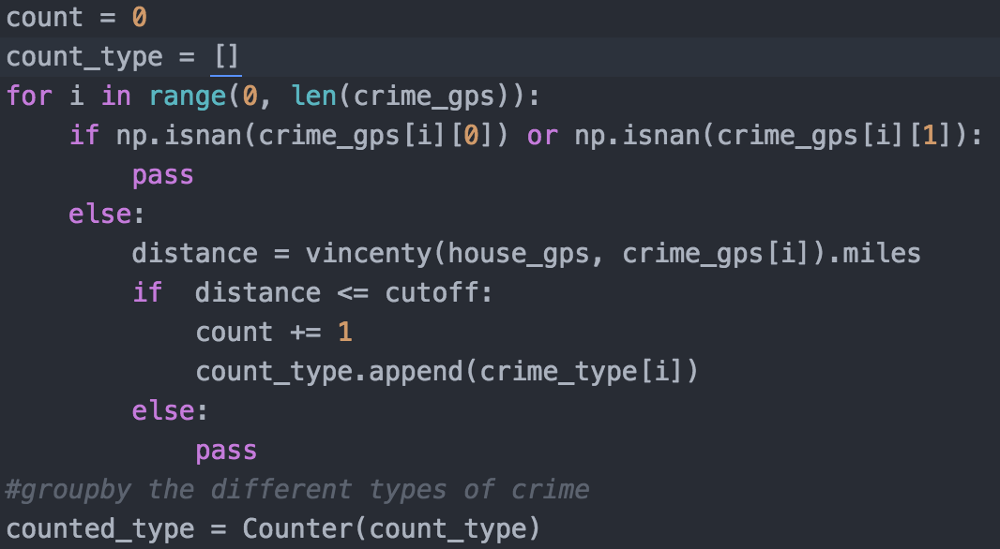 count = 0
count_type = []
for i in range(0, len(crime_gps)):
    if np.isnan(crime_gps[i][0]) or np.isnan(crime_gps[i][1]):
        pass
    else:
        distance = vincenty(house_gps, crime_gps[i]).miles
        if  distance <= cutoff:
            count += 1
            count_type.append(crime_type[i])
        else:
            pass
#groupby the different types of crime
counted_type = Counter(count_type)